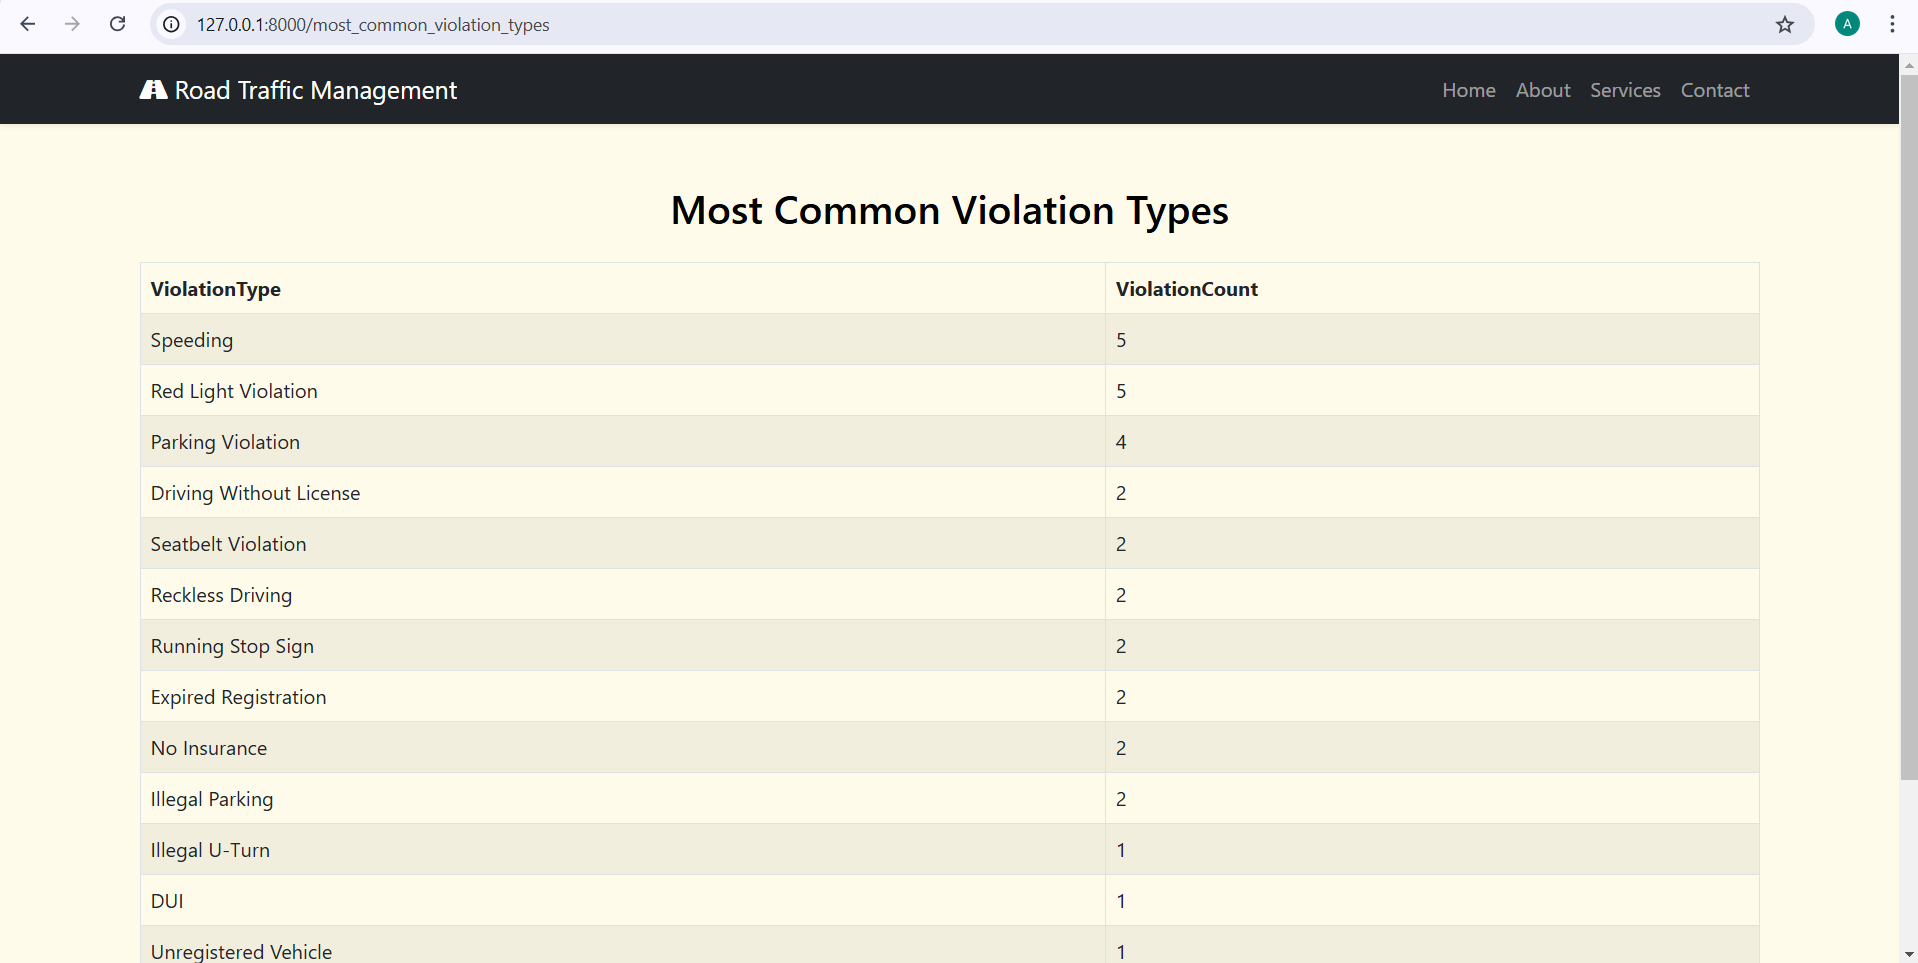 127.0.0.1:8000/most_common_violation_types
A
Road Traffic Management
Home About Services Contact
Most Common Violation Types
ViolationType ViolationCount
Speeding 5
Red Light Violation 5
Parking Violation 4
Driving Without License 2
Seatbelt Violation 2
Reckless Driving 2
Running Stop Sign 2
Expired Registration 2
No Insurance 2
Illegal Parking 2
Illegal U-Turn 1
DUI 1
Unregistered Vehicle 1